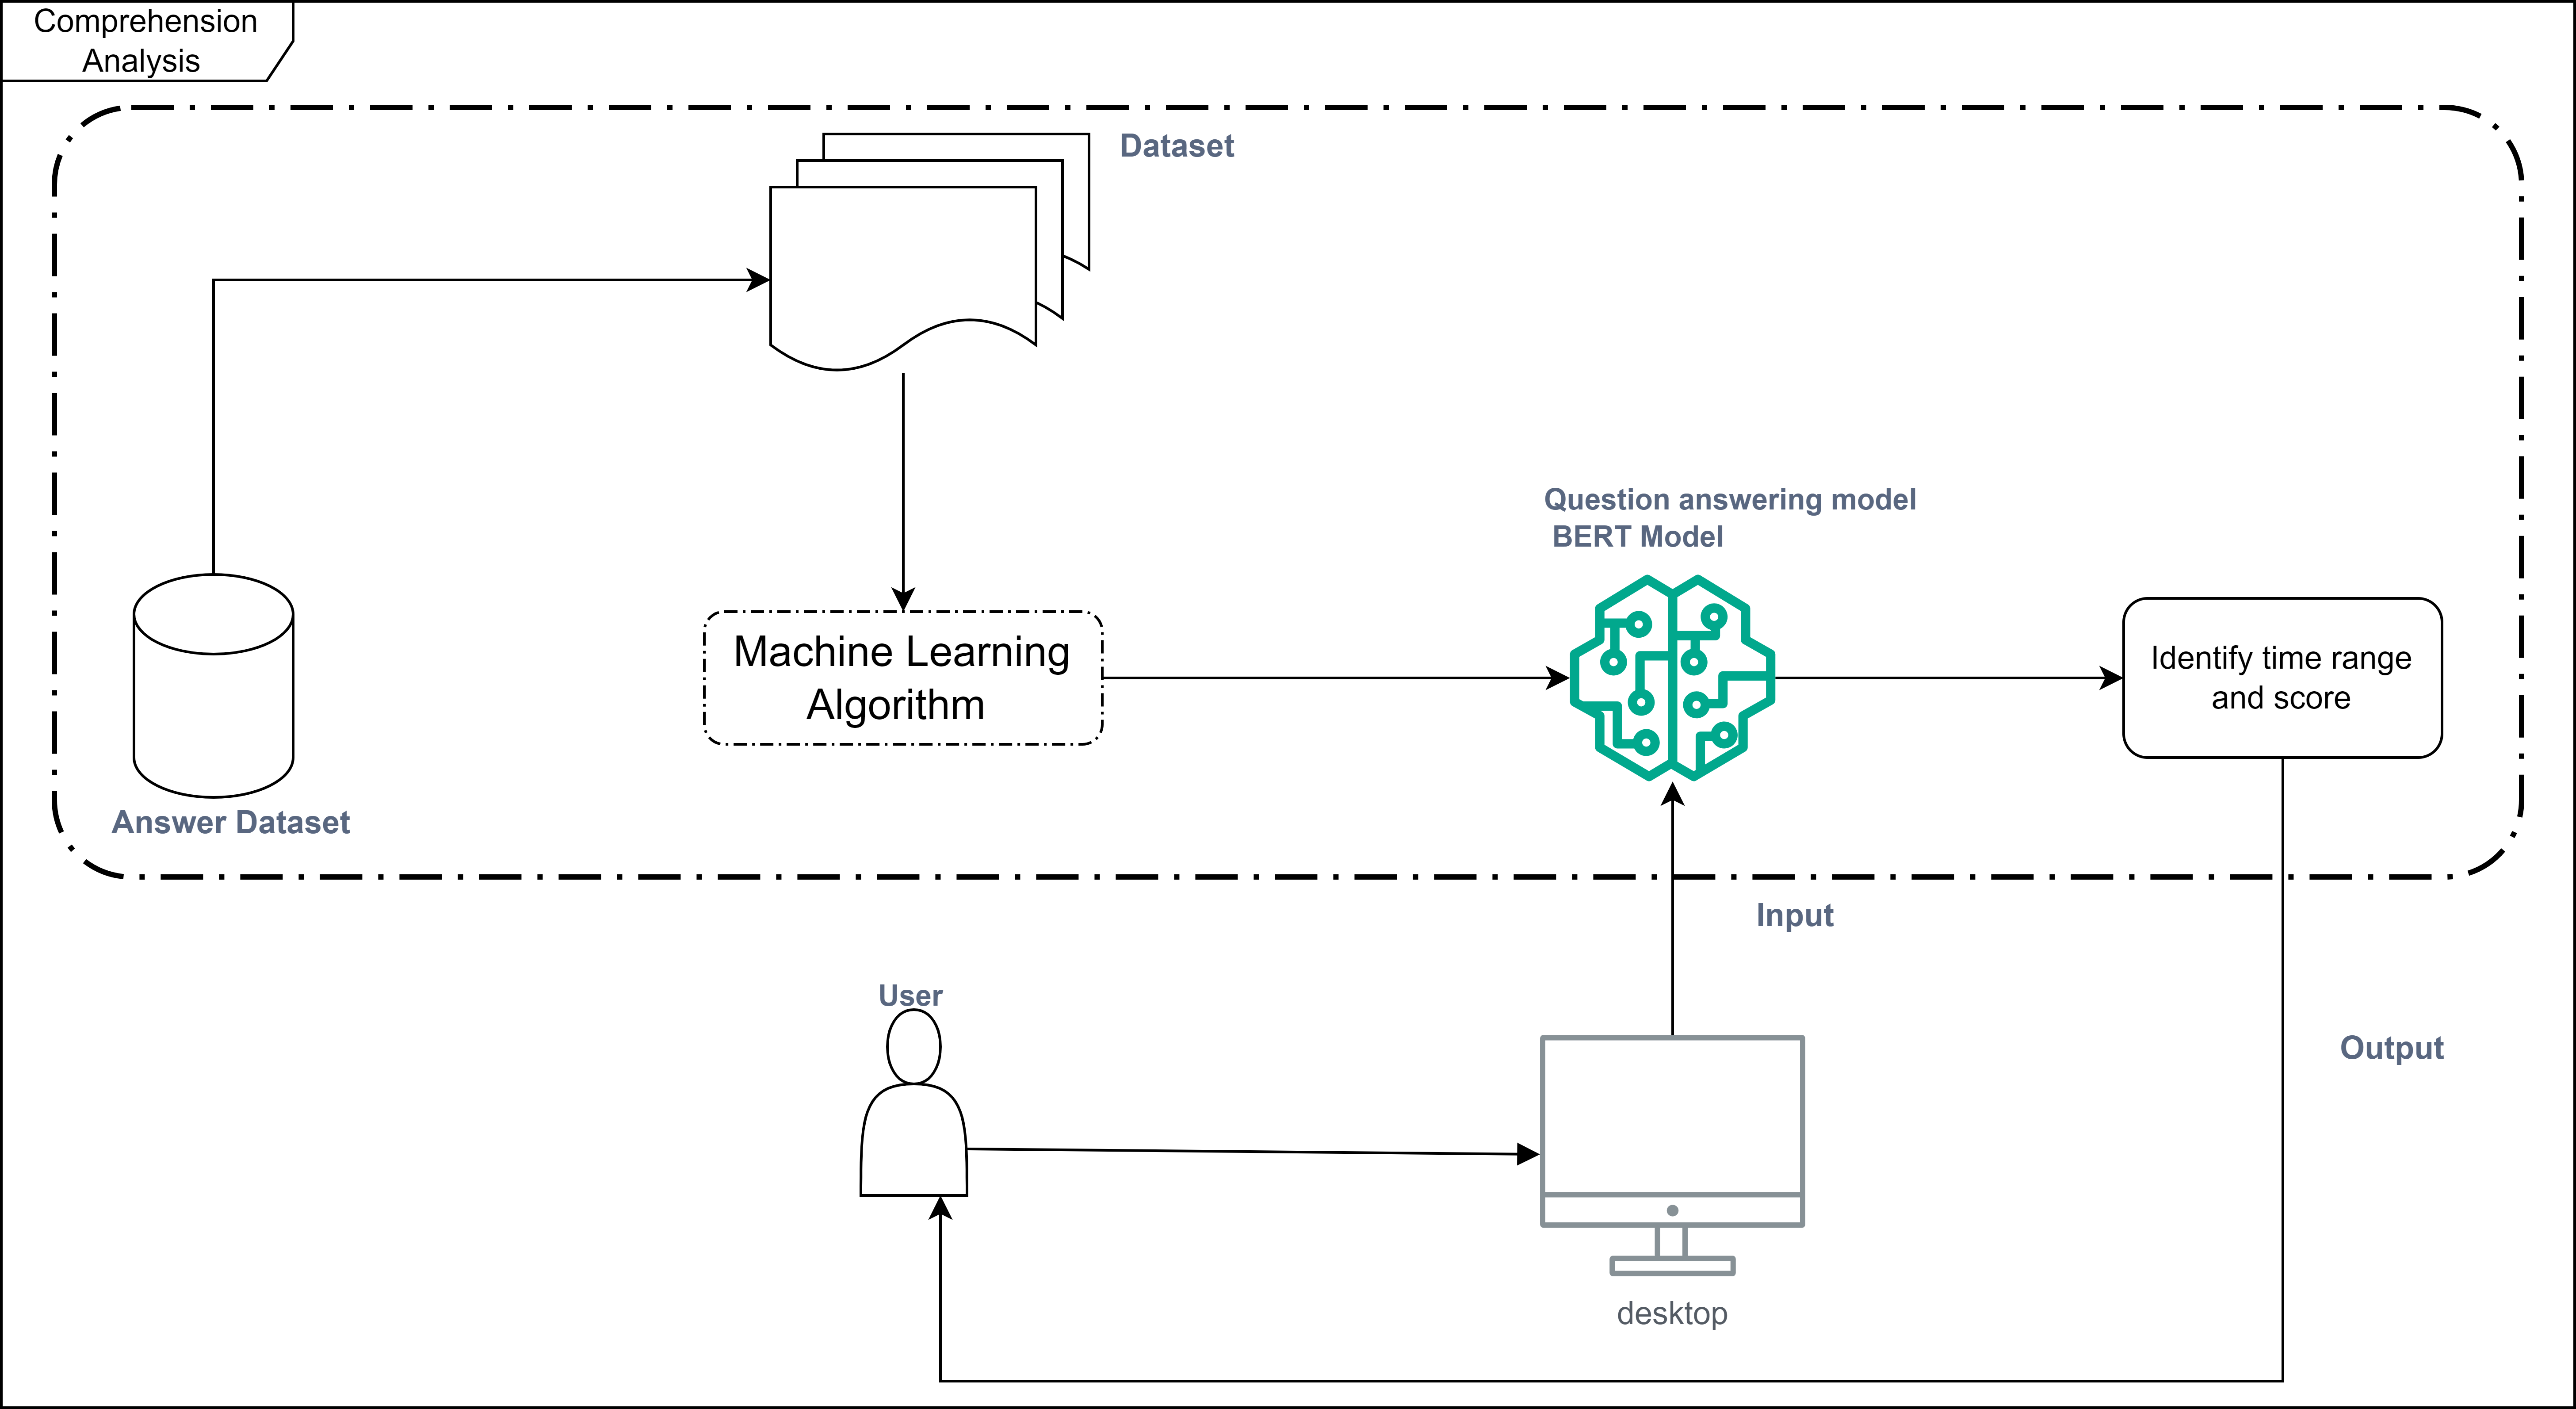 Comprehension
Analysis
Dataset
Question answering model
BERT Model
Machine Learning
Algorithm
Identify time range
and score
Answer Dataset
Input
User
Output
desktop